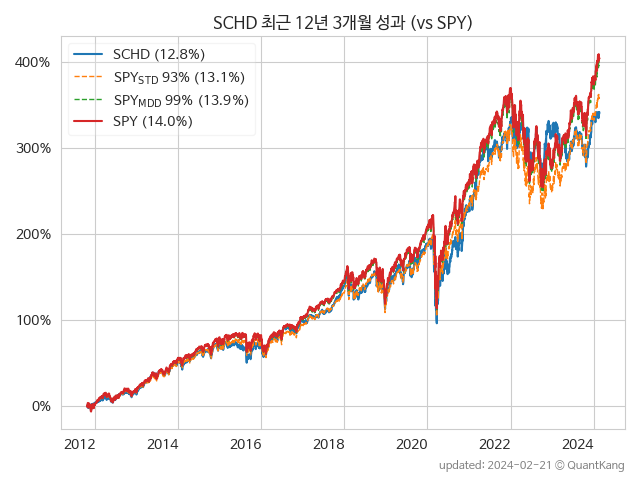 SCHD 최근 12년 3개월 성과 (vs SPY)
SCHD (12.8%)
SPYSTD 93% (13.1%)
SPYMDD 99% (13.9%)
SPY (14.0%)
400%
300%
200%
100%
0%
2012 2014 2016 2018 2020 2022 2024
updated: 2024-02-21 © QuantKang